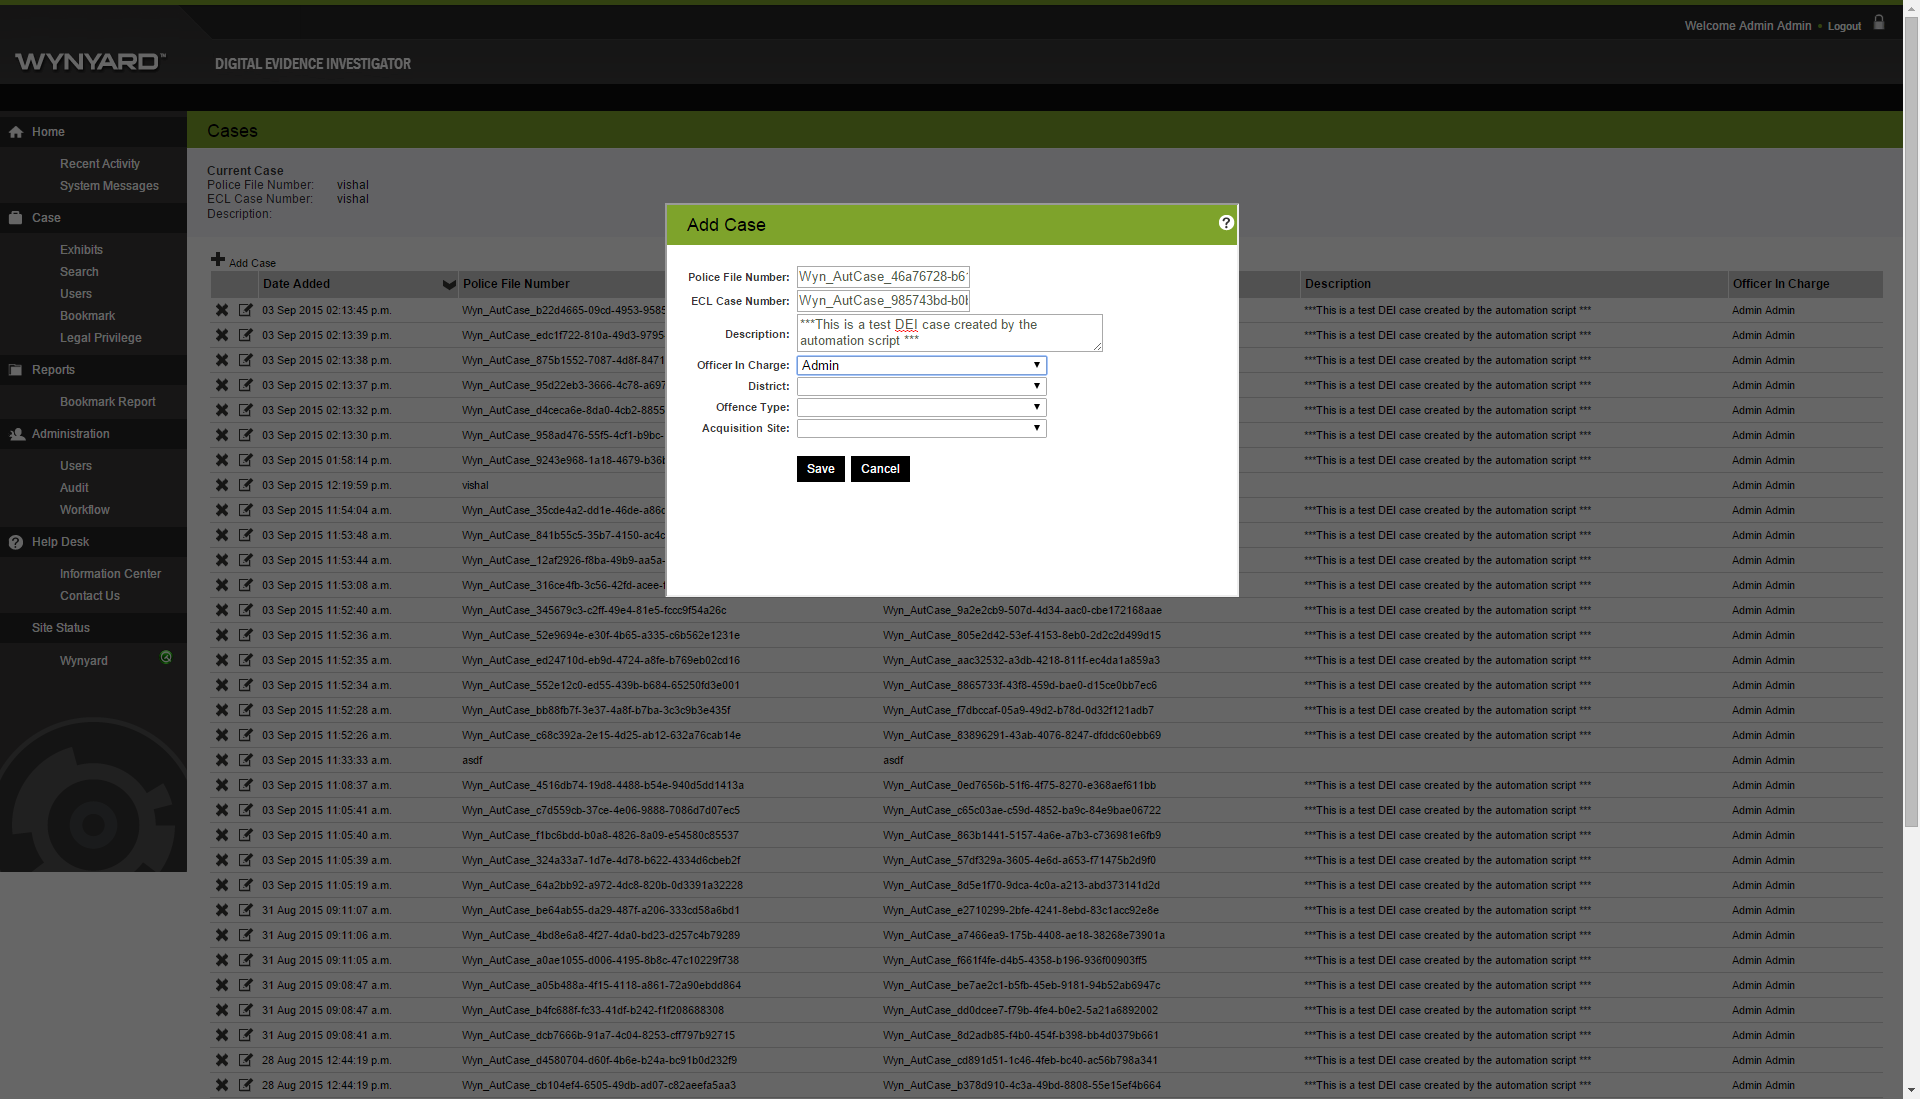 Welcome Admin Admin • Logout
WYNYARD™
DIGITAL EVIDENCE INVESTIGATOR
Home
Recent Activity
System Messages
Case
Exhibits
Search
Users
Bookmark
Legal Privilege
Reports
Bookmark Report
Administration
Users
Audit
Workflow
Help Desk
Information Center
Contact Us
Site Status
Wynyard
Cases
Current Case
Police File Number: vishal
ECL Case Number: vishal
Description:
Add Case
Add Case
?
Police File Number: Wyn_AutCase_46a76728-b6
ECL Case Number: Wyn_AutCase_985743bd-b0
Description: ***This is a test DEI case created by the
automation script ***
Officer In Charge: Admin
District:
Offence Type:
Acquisition Site:
Save Cancel
Date Added Police File Number Description Officer In Charge
03 Sep 2015 02:13:45 p.m. Wyn_AutCase_b22d4665-09cd-4953-9585 ***This is a test DEI case created by the automation script *** Admin Admin
03 Sep 2015 02:13:39 p.m. Wyn_AutCase_edc1f722-810a-49d3-9795 ***This is a test DEI case created by the automation script *** Admin Admin
03 Sep 2015 02:13:38 p.m. Wyn_AutCase_875b1552-7087-4d8f-8471 ***This is a test DEI case created by the automation script *** Admin Admin
03 Sep 2015 02:13:37 p.m. Wyn_AutCase_95d22eb3-3666-4c78-a697 ***This is a test DEI case created by the automation script *** Admin Admin
03 Sep 2015 02:13:32 p.m. Wyn_AutCase_d4ceca6e-8da0-4cb2-8855 ***This is a test DEI case created by the automation script *** Admin Admin
03 Sep 2015 02:13:30 p.m. Wyn_AutCase_958ad476-55f5-4cf1-b9bc- ***This is a test DEI case created by the automation script *** Admin Admin
03 Sep 2015 01:58:14 p.m. Wyn_AutCase_9243e968-1a18-4679-b36b ***This is a test DEI case created by the automation script *** Admin Admin
03 Sep 2015 12:19:59 p.m. vishal Admin Admin
03 Sep 2015 11:54:04 a.m. Wyn_AutCase_35cde4a2-dd1e-46de-a86c ***This is a test DEI case created by the automation script *** Admin Admin
03 Sep 2015 11:53:48 a.m. Wyn_AutCase_841b55c5-35b7-4150-ac4c ***This is a test DEI case created by the automation script *** Admin Admin
03 Sep 2015 11:53:44 a.m. Wyn_AutCase_12af2926-f8ba-49b9-aa5a- ***This is a test DEI case created by the automation script *** Admin Admin
03 Sep 2015 11:53:08 a.m. Wyn_AutCase_316ce4fb-3c56-42fd-acee- ***This is a test DEI case created by the automation script *** Admin Admin
03 Sep 2015 11:52:40 a.m. Wyn_AutCase_345679c3-c2ff-49e4-81e5-fccc9f54a26c Wyn_AutCase_9a2e2cb9-507d-4d34-aac0-cbe172168aae ***This is a test DEI case created by the automation script *** Admin Admin
03 Sep 2015 11:52:36 a.m. Wyn_AutCase_52e9694e-e30f-4b65-a335-c6b562e1231e Wyn_AutCase_805e2d42-53ef-4153-8eb0-2d2c2d499d15 ***This is a test DEI case created by the automation script *** Admin Admin
03 Sep 2015 11:52:35 a.m. Wyn_AutCase_ed24710d-eb9d-4724-a8fe-b769eb02cd16 Wyn_AutCase_aac32532-a3db-4218-811f-ec4da1a859a3 ***This is a test DEI case created by the automation script *** Admin Admin
03 Sep 2015 11:52:34 a.m. Wyn_AutCase_552e12c0-ed55-439b-b684-65250fd3e001 Wyn_AutCase_8865733f-43f8-459d-bae0-d15ce0bb7ec6 ***This is a test DEI case created by the automation script *** Admin Admin
03 Sep 2015 11:52:28 a.m. Wyn_AutCase_bb88fb7f-3e37-4a8f-b7ba-3c3c9b3e435f Wyn_AutCase_f7dbccaf-05a9-49d2-b78d-0d32f121adb7 ***This is a test DEI case created by the automation script *** Admin Admin
03 Sep 2015 11:52:26 a.m. Wyn_AutCase_c68c392a-2e15-4d25-ab12-632a76cab14e Wyn_AutCase_83896291-43ab-4076-8247-dfddc60ebb69 ***This is a test DEI case created by the automation script *** Admin Admin
03 Sep 2015 11:33:33 a.m. asdf asdf Admin Admin
03 Sep 2015 11:08:37 a.m. Wyn_AutCase_4516db74-19d8-4488-b54e-940d5dd1413a Wyn_AutCase_0ed7656b-51f6-4f75-8270-e368aef611bb ***This is a test DEI case created by the automation script *** Admin Admin
03 Sep 2015 11:05:41 a.m. Wyn_AutCase_c7d559cb-37ce-4e06-9888-7086d7d07ec5 Wyn_AutCase_c65c03ae-c59d-4852-ba9c-84e9bae06722 ***This is a test DEI case created by the automation script *** Admin Admin
03 Sep 2015 11:05:40 a.m. Wyn_AutCase_f1bc6bdd-b0a8-4826-8a09-e54580c85537 Wyn_AutCase_863b1441-5157-4a6e-a7b3-c736981e6fb9 ***This is a test DEI case created by the automation script *** Admin Admin
03 Sep 2015 11:05:39 a.m. Wyn_AutCase_324a33a7-1d7e-4d78-b622-4334d6cbeb2f Wyn_AutCase_57df329a-3605-4e6d-a653-f71475b2d9f0 ***This is a test DEI case created by the automation script *** Admin Admin
03 Sep 2015 11:05:19 a.m. Wyn_AutCase_64a2bb92-a972-4dc8-820b-0d3391a32228 Wyn_AutCase_8d5e1f70-9dca-4c0a-a213-abd373141d2d ***This is a test DEI case created by the automation script *** Admin Admin
31 Aug 2015 09:11:07 a.m. Wyn_AutCase_be64ab55-da29-487f-a206-333cd58a6bd1 Wyn_AutCase_e2710299-2bfe-4241-8ebd-83c1acc92e8e ***This is a test DEI case created by the automation script *** Admin Admin
31 Aug 2015 09:11:06 a.m. Wyn_AutCase_4bd8e6a8-4f27-4da0-bd23-d257c4b79289 Wyn_AutCase_a7466ea9-175b-4408-ae18-38268e73901a ***This is a test DEI case created by the automation script *** Admin Admin
31 Aug 2015 09:11:05 a.m. Wyn_AutCase_a0ae1055-d006-4195-8b8c-47c10229f738 Wyn_AutCase_f661f4fe-d4b5-4358-b196-936f00903ff5 ***This is a test DEI case created by the automation script *** Admin Admin
31 Aug 2015 09:08:47 a.m. Wyn_AutCase_a05b488a-4f15-4118-a861-72a90ebdd864 Wyn_AutCase_be7ae2c1-b5fb-45eb-9181-94b52ab6947c ***This is a test DEI case created by the automation script *** Admin Admin
31 Aug 2015 09:08:47 a.m. Wyn_AutCase_b4fc688f-fc33-41df-b242-f1f208688308 Wyn_AutCase_dd0dcee7-f79b-4fe4-b0e2-5a21a6892002 ***This is a test DEI case created by the automation script *** Admin Admin
31 Aug 2015 09:08:41 a.m. Wyn_AutCase_dcb7666b-91a7-4c04-8253-cff797b92715 Wyn_AutCase_8d2adb85-f4b0-454f-b398-bb4d0379b661 ***This is a test DEI case created by the automation script *** Admin Admin
28 Aug 2015 12:44:19 p.m. Wyn_AutCase_d4580704-d60f-4b6e-b24a-bc91b0d232f9 Wyn_AutCase_cd891d51-1c46-4feb-bc40-ac56b798a341 ***This is a test DEI case created by the automation script *** Admin Admin
28 Aug 2015 12:44:19 p.m. Wyn_AutCase_cb104ef4-6505-49db-ad07-c82aeefa5aa3 Wyn_AutCase_b378d910-4c3a-49bd-8808-55e15ef4b664 ***This is a test DEI case created by the automation script *** Admin Admin